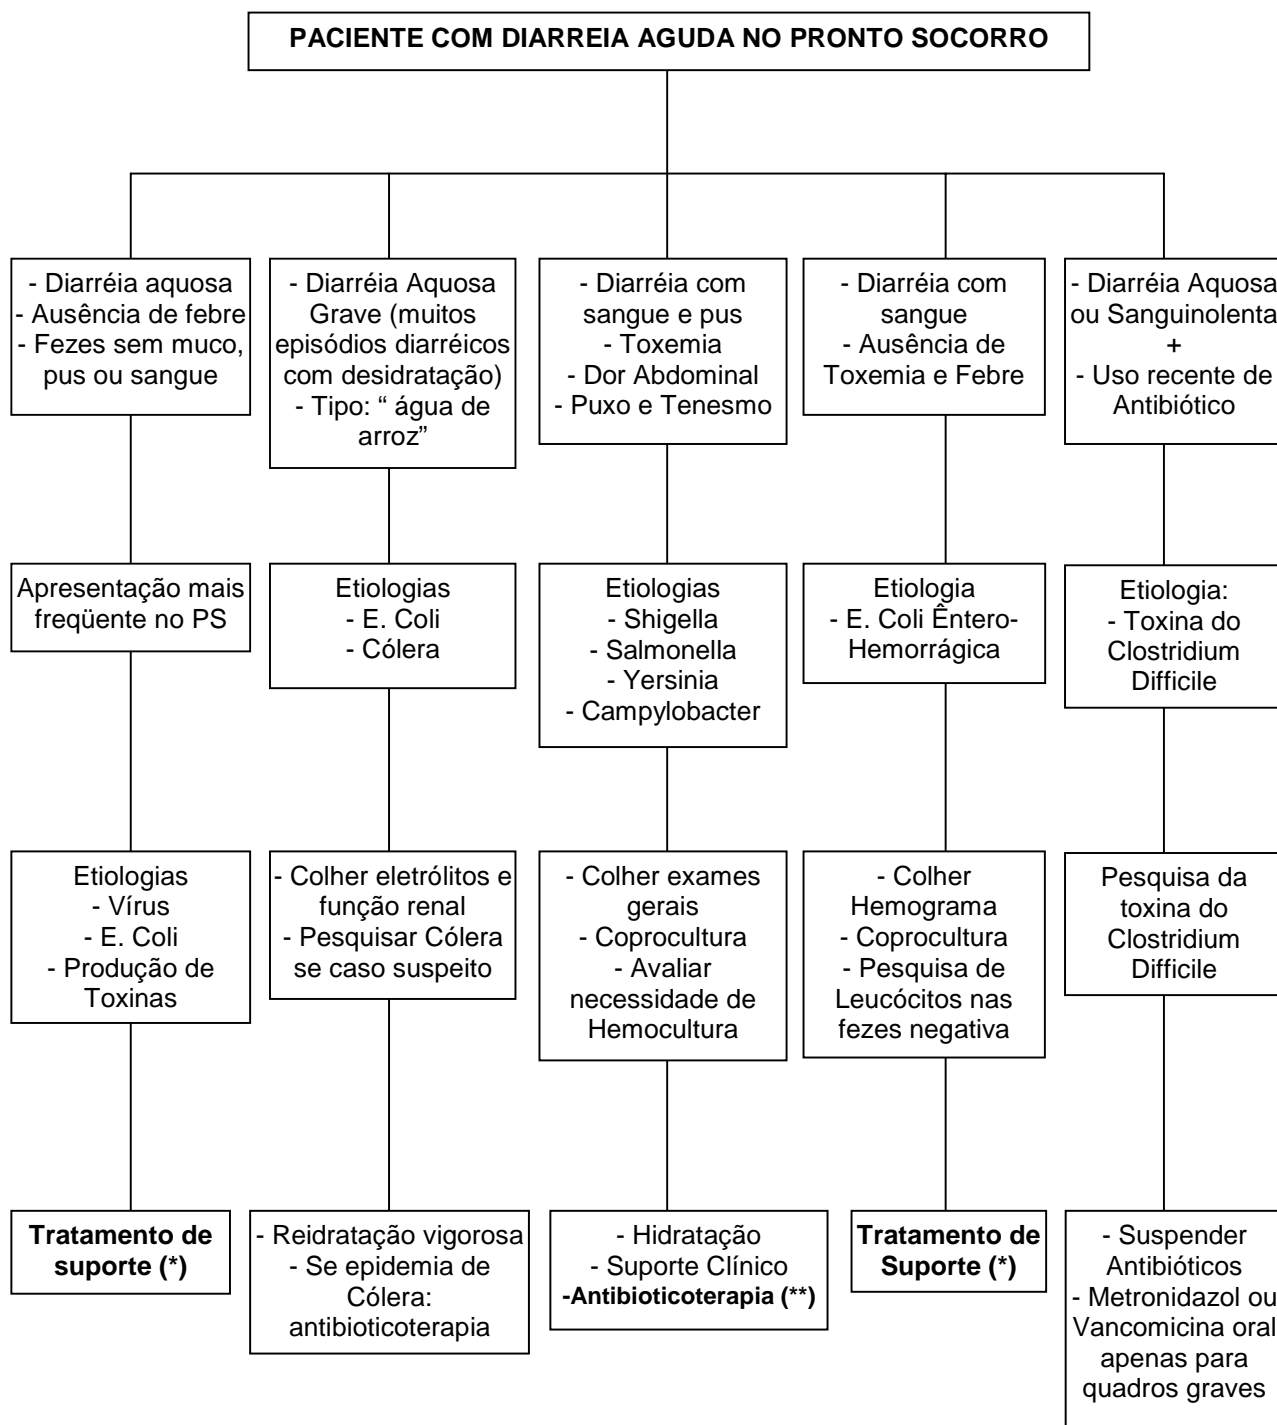 PACIENTE COM DIARREIA AGUDA NO PRONTO SOCORRO
- Diarréia aquosa
- Ausência de febre
- Fezes sem muco,
pus ou sangue
- Diarréia Aquosa
Grave (muitos
episódios diarréicos
com desidratação)
- Tipo: “ água de
arroz”
- Diarréia com
sangue e pus
- Toxemia
- Dor Abdominal
- Puxo e Tenesmo
- Diarréia com
sangue
- Ausência de
Toxemia e Febre
- Diarréia Aquosa
ou Sanguinolenta
+
- Uso recente de
Antibiótico
Apresentação mais
freqüente no PS
Etiologias
- E. Coli
- Cólera
Etiologias
- Shigella
- Salmonella
- Yersinia
- Campylobacter
Etiologia
- E. Coli Êntero-
Hemorrágica
Etiologia:
- Toxina do
Clostridium
Difficile
Etiologias
- Vírus
- E. Coli
- Produção de
Toxinas
- Colher eletrólitos e
função renal
- Pesquisar Cólera
se caso suspeito
- Colher exames
gerais
- Coprocultura
- Avaliar
necessidade de
Hemocultura
- Colher
Hemograma
- Coprocultura
- Pesquisa de
Leucócitos nas
fezes negativa
Pesquisa da
toxina do
Clostridium
Difficile
Tratamento de
suporte (*)
- Reidratação vigorosa
- Se epidemia de
Cólera:
antibioticoterapia
- Hidratação
- Suporte Clínico
-Antibioticoterapia (**)
Tratamento de
Suporte (*)
- Suspender
Antibióticos
- Metronidazol ou
Vancomicina oral
apenas para
quadros graves